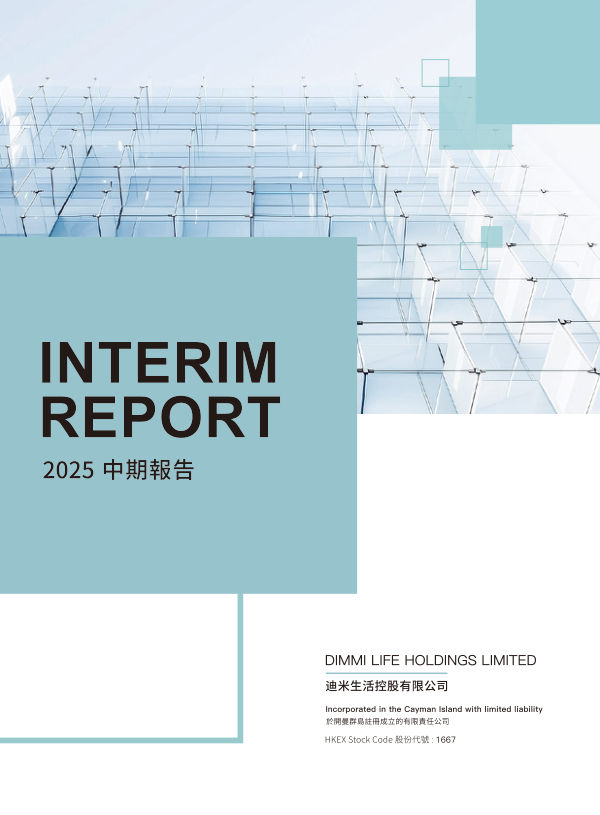 INTERIM
REPORT
2025 中期報告
DIMMI LIFE HOLDINGS LIMITED
迪米生活控股有限公司
Incorporated in the Cayman Island with limited liability
於開曼群島註冊成立的有限責任公司
HKEX Stock Code 股份代號 : 1667